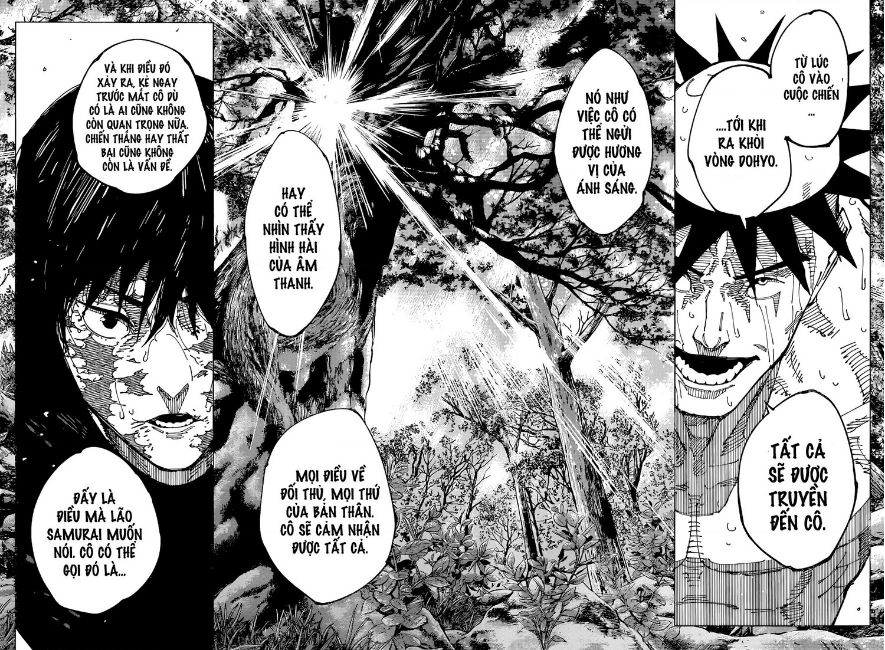 TỪ LÚC
CÔ VÀO
CUỘC CHIẾN
...
....TỚI KHI
RA KHỎI
VÒNG DOHYO.
TẤT CẢ
SẼ ĐƯỢC
TRUYỀN
ĐẾN CÔ.
NÓ NHƯ
VIỆC CÔ CÓ
THỂ NGỬI
ĐƯỢC HƯƠNG
VỊ CỦA
ÁNH SÁNG.
HAY
CÓ THỂ
NHÌN THẤY
HÌNH HÀI
CỦA ÂM
THANH.
MỌI ĐIỀU VỀ
ĐỐI THỦ, MỌI THỨ
CỦA BẢN THÂN.
CÔ SẼ CẢM NHẬN
ĐƯỢC TẤT CẢ.
VÀ KHI ĐIỀU ĐÓ
XẢY RA, KẺ NGAY
TRƯỚC MẮT CÔ DÙ
CÓ LÀ AI CŨNG KHÔNG
CÒN QUAN TRỌNG NỮA.
CHIẾN THẮNG HAY THẤT
BẠI CŨNG KHÔNG
CÒN LÀ VẤN ĐỀ.
ĐẤY LÀ
ĐIỀU MÀ LÃO
SAMURAI MUỐN
NÓI. CÔ CÓ THỂ
GỌI ĐÓ LÀ...